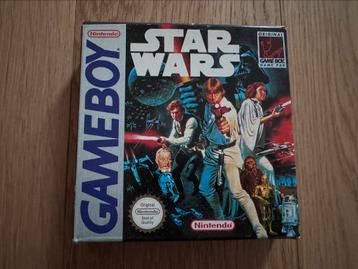 Nintendo
GAMEBOY
STAR
WARS
ORIGINAL
GAME BOY
GAME PAK
Original
Nintendo
Seal of
Quality
Nintendo